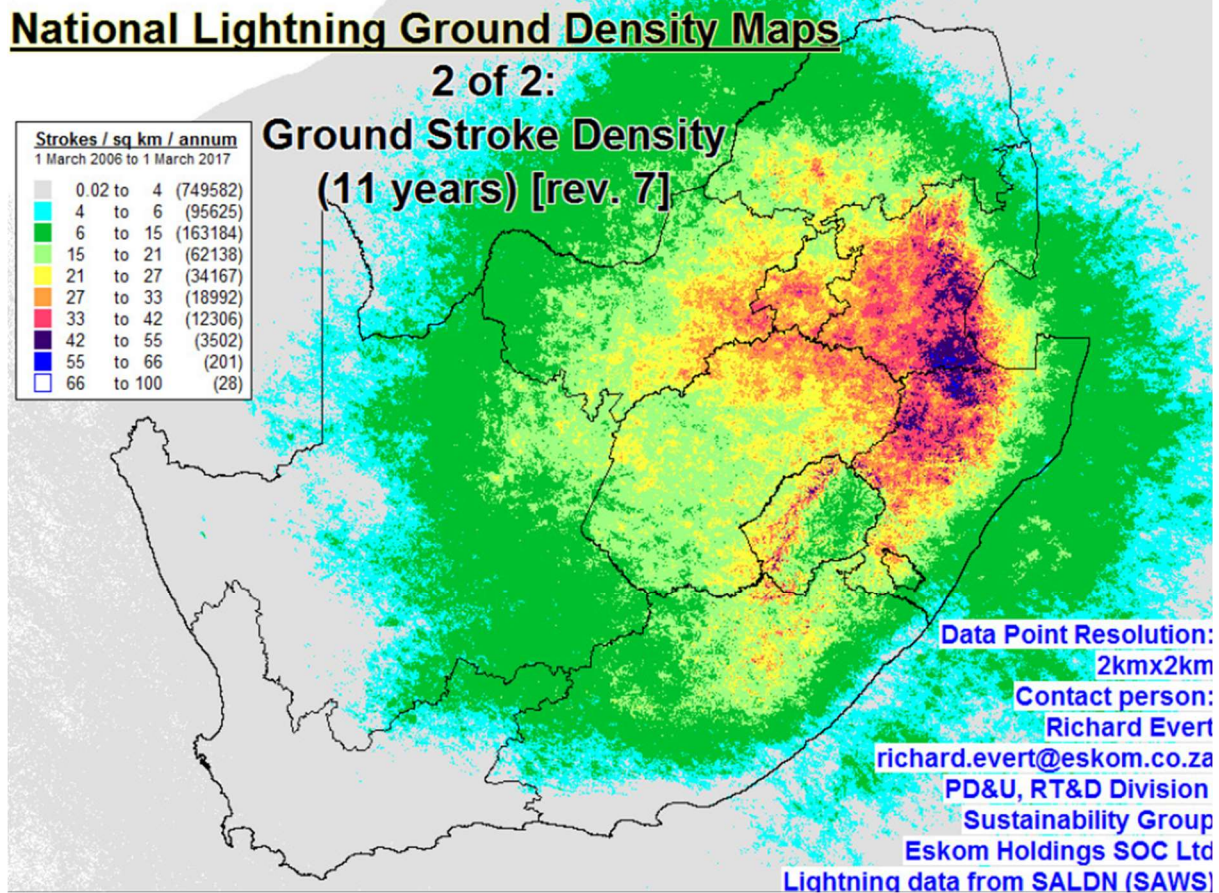 National Lightning Ground Density Maps
2 of 2:
Ground Stroke Density
(11 years) [rev. 7]
Strokes / sq km / annum
1 March 2006 to 1 March 2017
0.02 to 4 (749582)
4 to 6 (95625)
6 to 15 (163184)
15 to 21 (62138)
21 to 27 (34167)
27 to 33 (18992)
33 to 42 (12306)
42 to 55 (3502)
55 to 66 (201)
66 to 100 (28)
Data Point Resolution:
2kmx2km
Contact person:
Richard Evert
richard.evert@eskom.co.za
PD&U, RT&D Division
Sustainability Group
Eskom Holdings SOC Ltd
Lightning data from SALDN (SAWS)